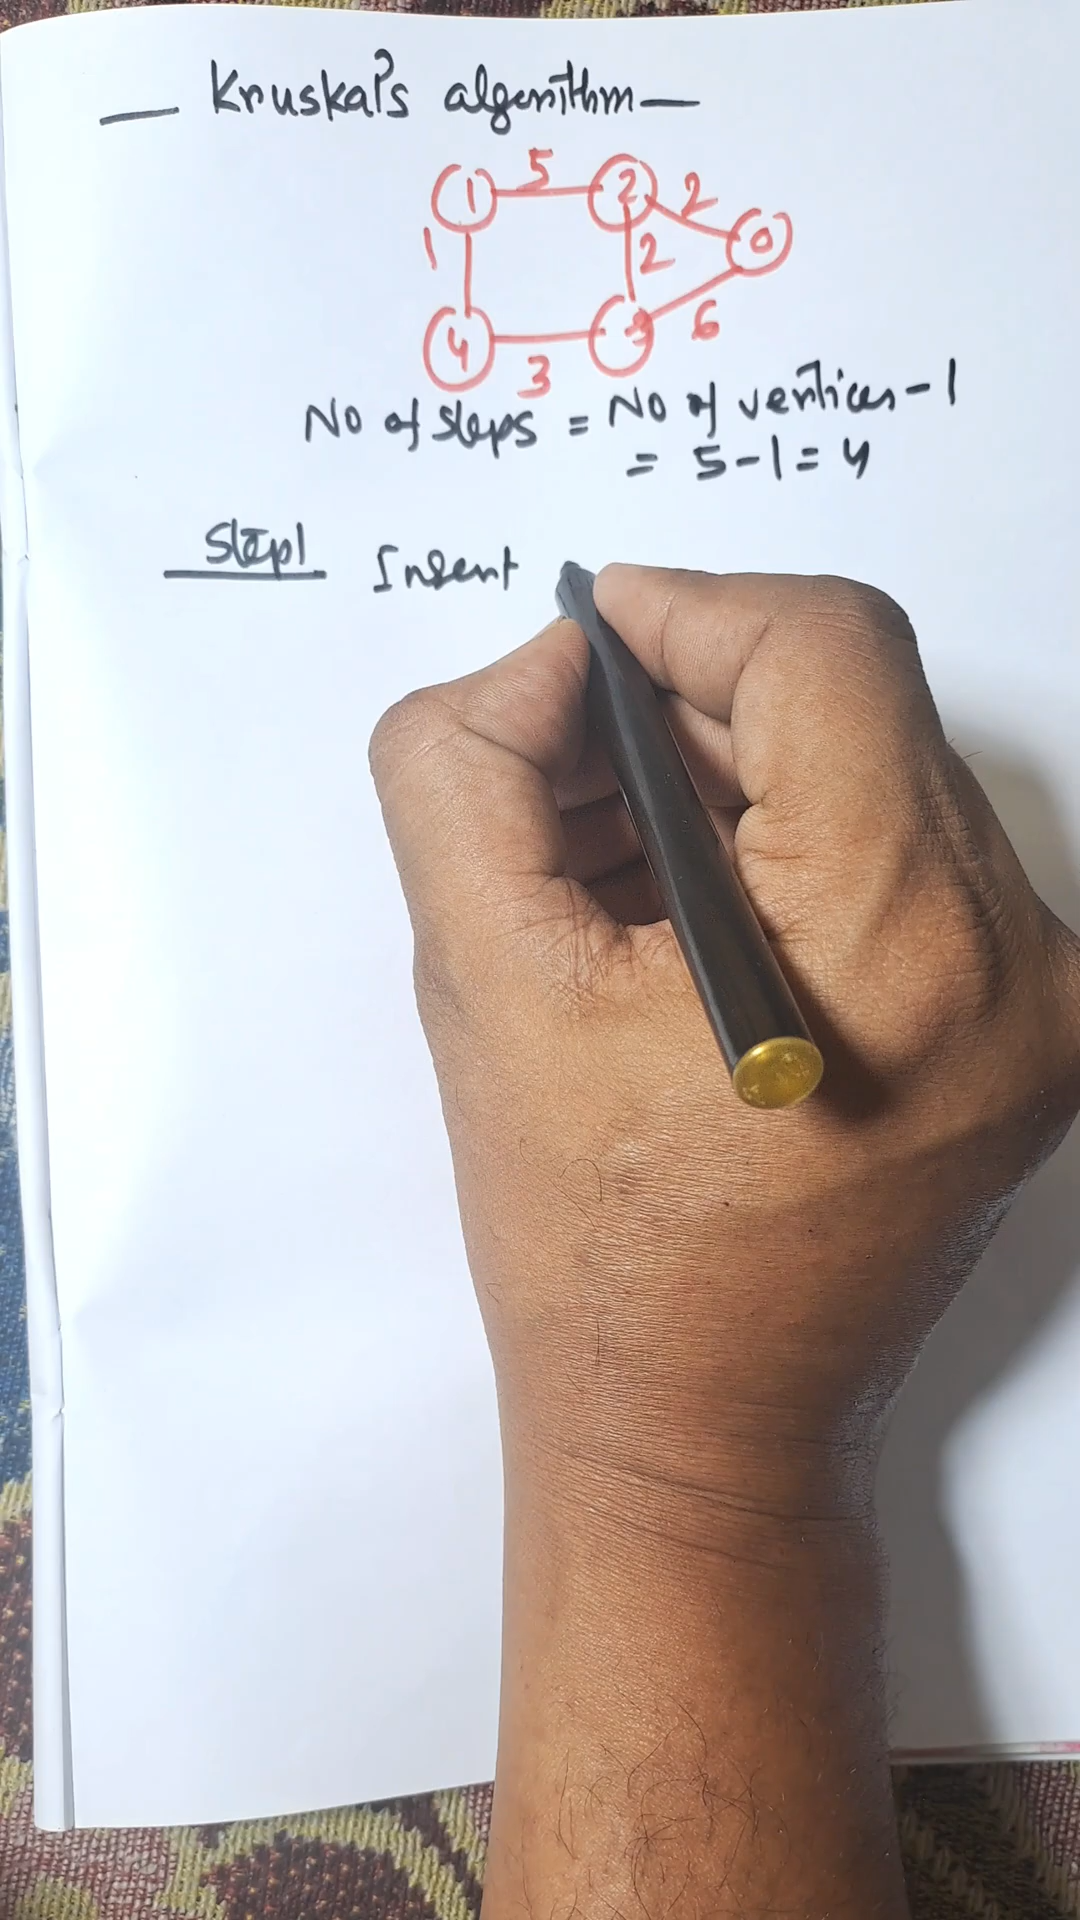 Kruskal's algorithm
5
1 2 2
0
1 2
6
4 3
3
No of steps = No of vertices - 1
= 5 - 1 = 4
Step1 Insert